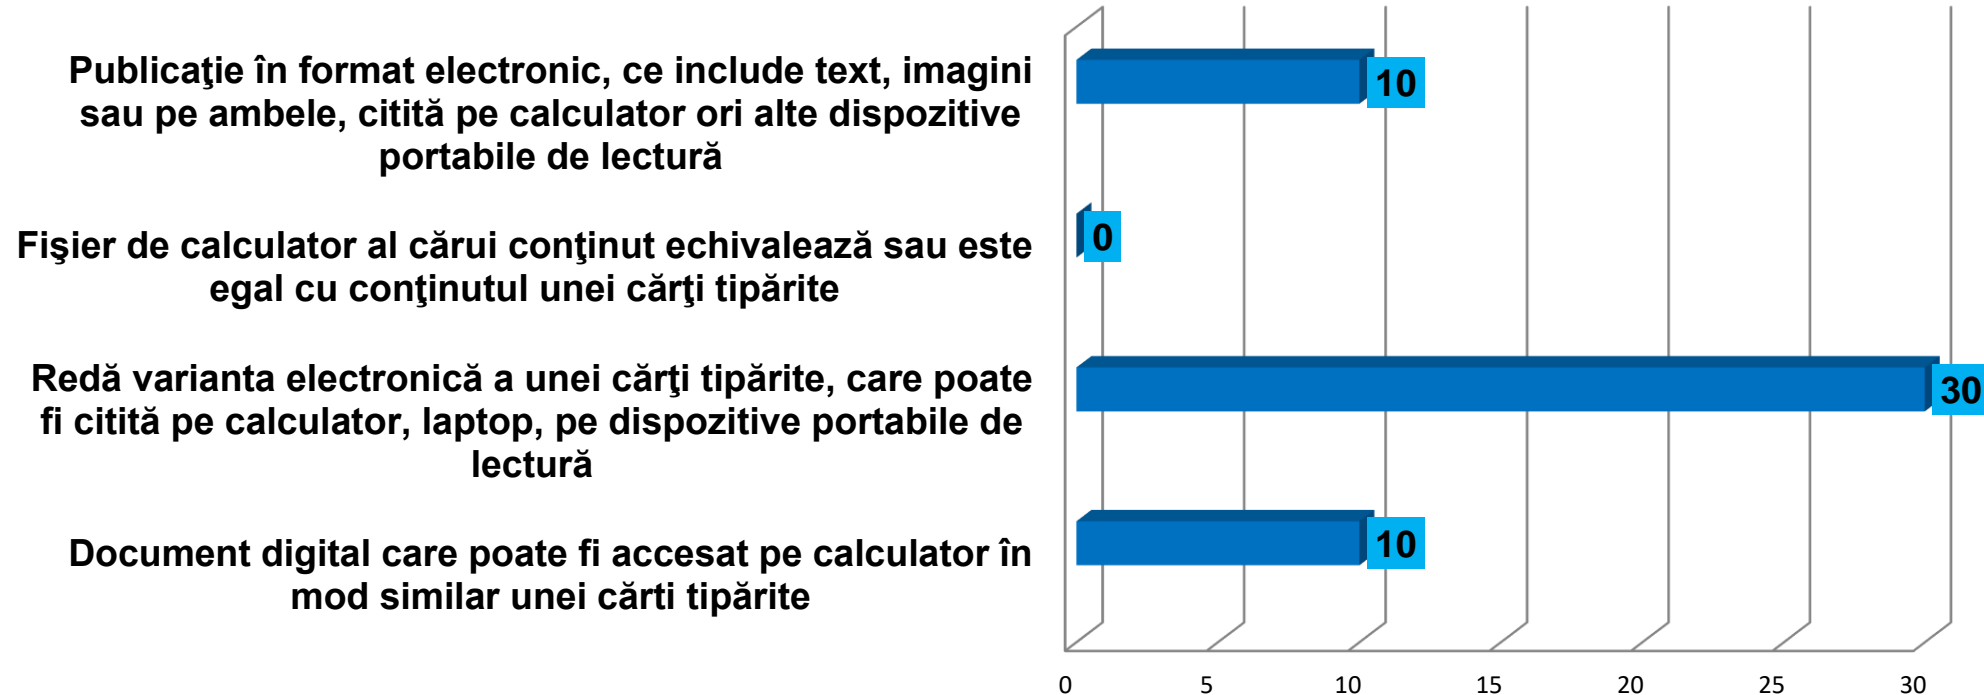 Publicaţie în format electronic, ce include text, imagini
sau pe ambele, citită pe calculator ori alte dispozitive
portabile de lectură
10
Fişier de calculator al cărui conţinut echivalează sau este
egal cu conţinutul unei cărţi tipărite
0
Redă varianta electronică a unei cărţi tipărite, care poate
fi citită pe calculator, laptop, pe dispozitive portabile de
lectură
30
Document digital care poate fi accesat pe calculator în
mod similar unei cărti tipărite
10
0 5 10 15 20 25 30